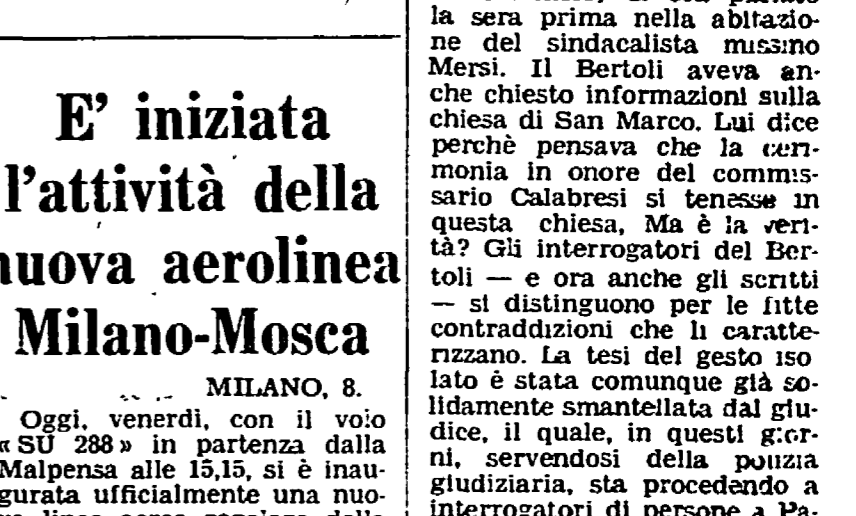 E' iniziata
l'attività della
nuova aerolinea
Milano-Mosca
MILANO, 8.
Oggi, venerdì, con il volo
« SU 288 » in partenza dalla
Malpensa alle 15,15, si è inau-
gurata ufficialmente una nuo-
la sera prima nella abitazio-
ne del sindacalista missino
Mersi. Il Bertoli aveva an-
che chiesto informazioni sulla
chiesa di San Marco. Lui dice
perchè pensava che la ceri-
monia in onore del commis-
sario Calabresi si tenesse in
questa chiesa, Ma è la veri-
tà? Gli interrogatori del Ber-
toli — e ora anche gli scritti
— si distinguono per le fitte
contraddizioni che li caratte-
rizzano. La tesi del gesto iso
lato è stata comunque già so-
lidamente smantellata dal giu-
dice, il quale, in questi gior-
ni, servendosi della polizia
giudiziaria, sta procedendo a
interrogatori di persone a Pa-